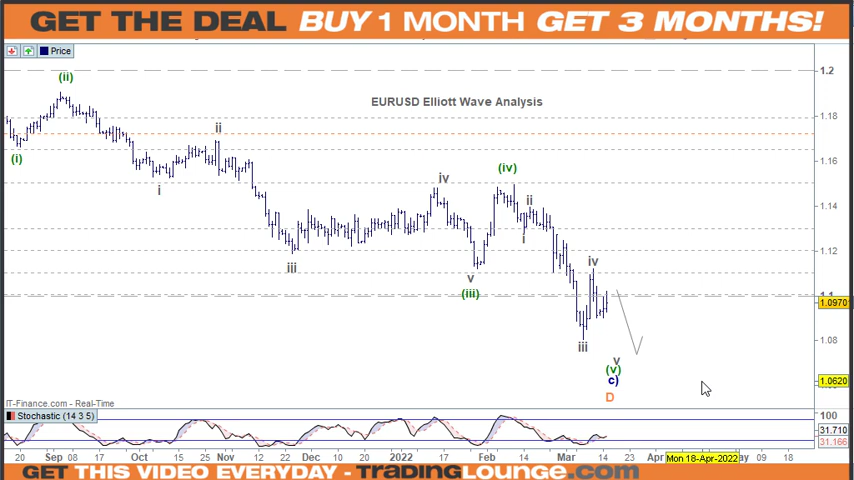 GET THE DEAL BUY 1 MONTH GET 3 MONTHS!
Price
1.2
(ii)
EURUSD Elliott Wave Analysis
1.18
ii
(i)
1.16
i
iv
(iv)
1.14
ii
i
1.12
iii
v
iv
(iii)
1.1
1.0970
iii
1.08
v
(v)
c)
1.0620
D
IT-Finance.com - Real-Time
Stochastic (14 3 5)
100
31.710
31.166
20 Sep 08 17 Oct 15 25 Nov 12 Dec 12 2022 17 Feb 14 Mar 14 23 Apr Mon 18-Apr-2022 ay 09 18
GET THIS VIDEO EVERYDAY - TRADINGLOUNGE.COM